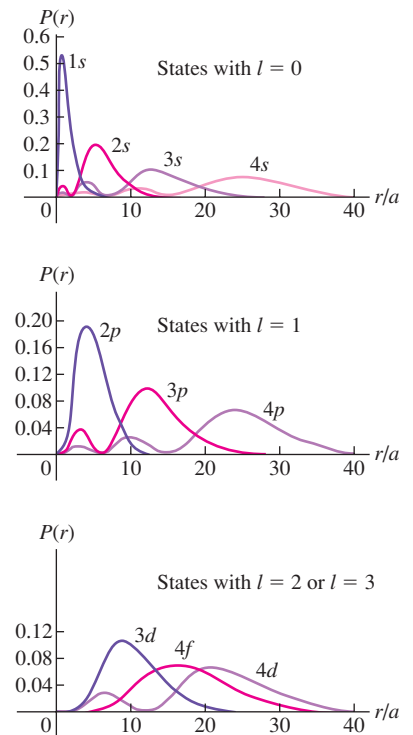 P(r)
0.6
0.5
0.4
0.3
0.2
0.1
0 10 20 30 40 r/a
1s
States with l = 0
2s
3s
4s
P(r)
0.20
0.16
0.12
0.08
0.04
0 10 20 30 40 r/a
2p
States with l = 1
3p
4p
P(r)
States with l = 2 or l = 3
0.12
0.08
0.04
0 10 20 30 40 r/a
3d
4f
4d